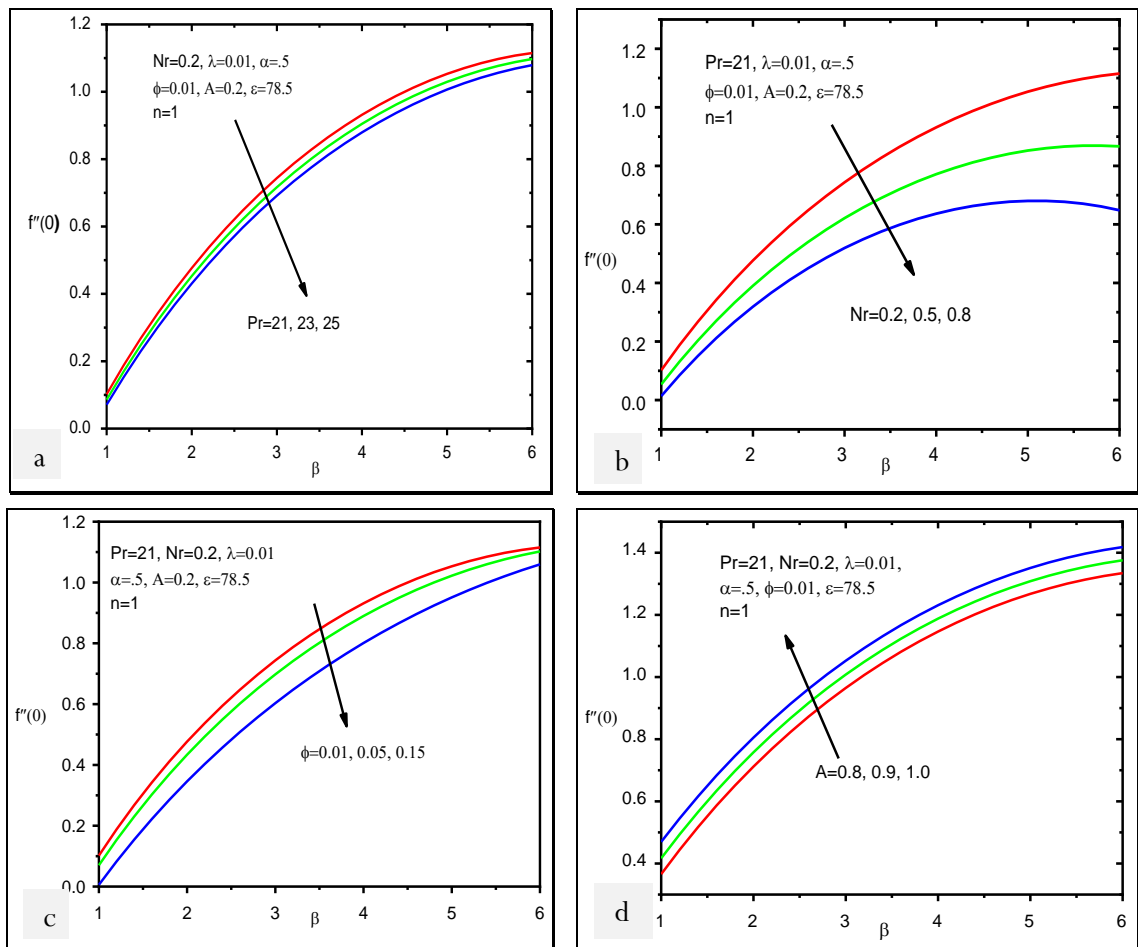 1.2
1.0
0.8
0.6
0.4
0.2
0.0
f″(0)
Nr=0.2, λ=0.01, α=.5
ϕ=0.01, A=0.2, ε=78.5
n=1
Pr=21, 23, 25
1 2 3 4 5 6
β
a
1.2
1.0
0.8
0.6
0.4
0.2
0.0
f″(0)
Pr=21, λ=0.01, α=.5
ϕ=0.01, A=0.2, ε=78.5
n=1
Nr=0.2, 0.5, 0.8
1 2 3 4 5 6
β
b
1.2
1.0
0.8
0.6
0.4
0.2
0.0
f″(0)
Pr=21, Nr=0.2, λ=0.01
α=.5, A=0.2, ε=78.5
n=1
ϕ=0.01, 0.05, 0.15
1 2 3 4 5 6
β
c
1.4
1.2
1.0
0.8
0.6
0.4
f″(0)
Pr=21, Nr=0.2, λ=0.01,
α=.5, ϕ=0.01, ε=78.5
n=1
A=0.8, 0.9, 1.0
1 2 3 4 5 6
β
d